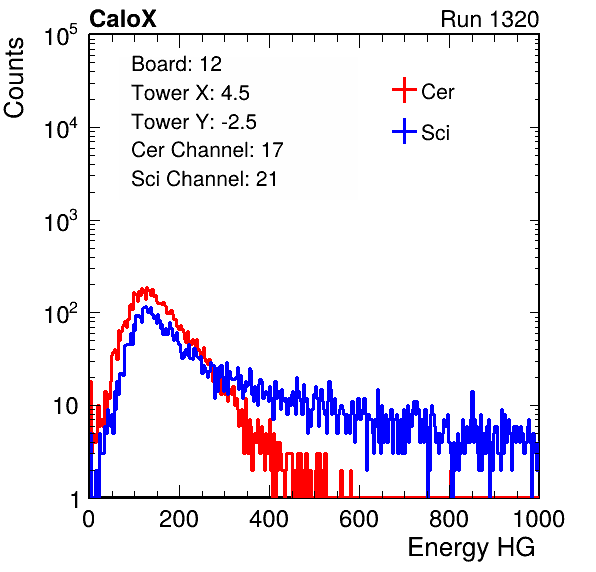 CaloX Run 1320
Counts
Board: 12
Tower X: 4.5
Tower Y: -2.5
Cer Channel: 17
Sci Channel: 21
Cer
Sci
10^5
10^4
10^3
10^2
10
1
0 200 400 600 800 1000
Energy HG